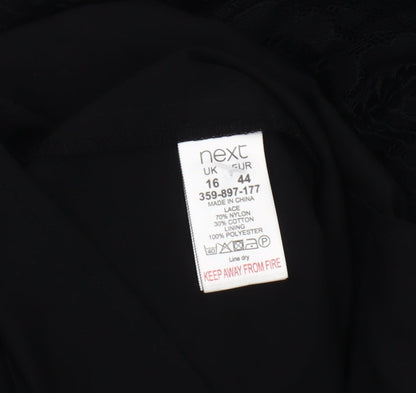 next
UK EUR
16 44
359-897-177
MADE IN CHINA
LACE
70% NYLON
30% COTTON
LINING
100% POLYESTER
Line dry
KEEP AWAY FROM FIRE